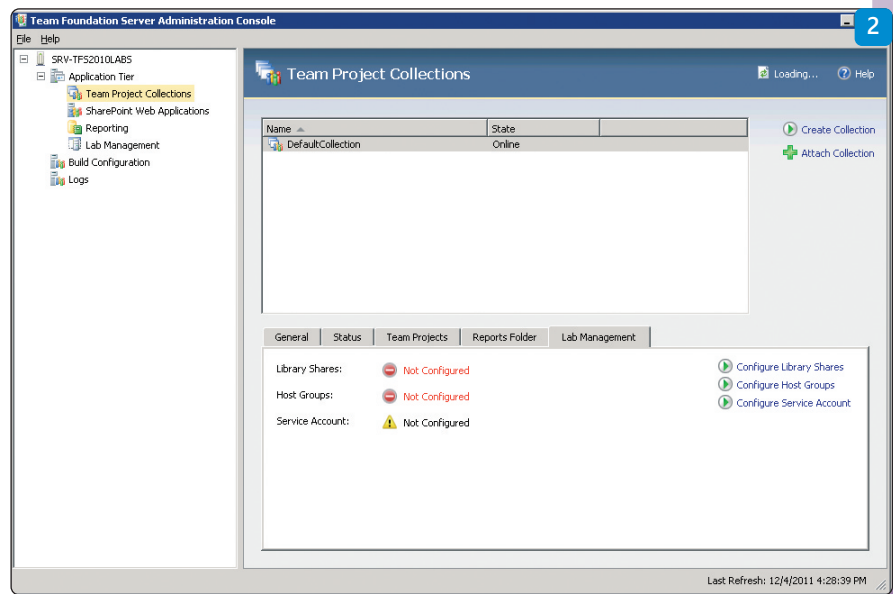 Team Foundation Server Administration Console
2
File Help
SRV-TFS2010LABS
Application Tier
Team Project Collections
SharePoint Web Applications
Reporting
Lab Management
Build Configuration
Logs
Team Project Collections
Loading... Help
Name State
DefaultCollection Online
Create Collection
Attach Collection
General Status Team Projects Reports Folder Lab Management
Library Shares: Not Configured
Host Groups: Not Configured
Service Account: Not Configured
Configure Library Shares
Configure Host Groups
Configure Service Account
Last Refresh: 12/4/2011 4:28:39 PM